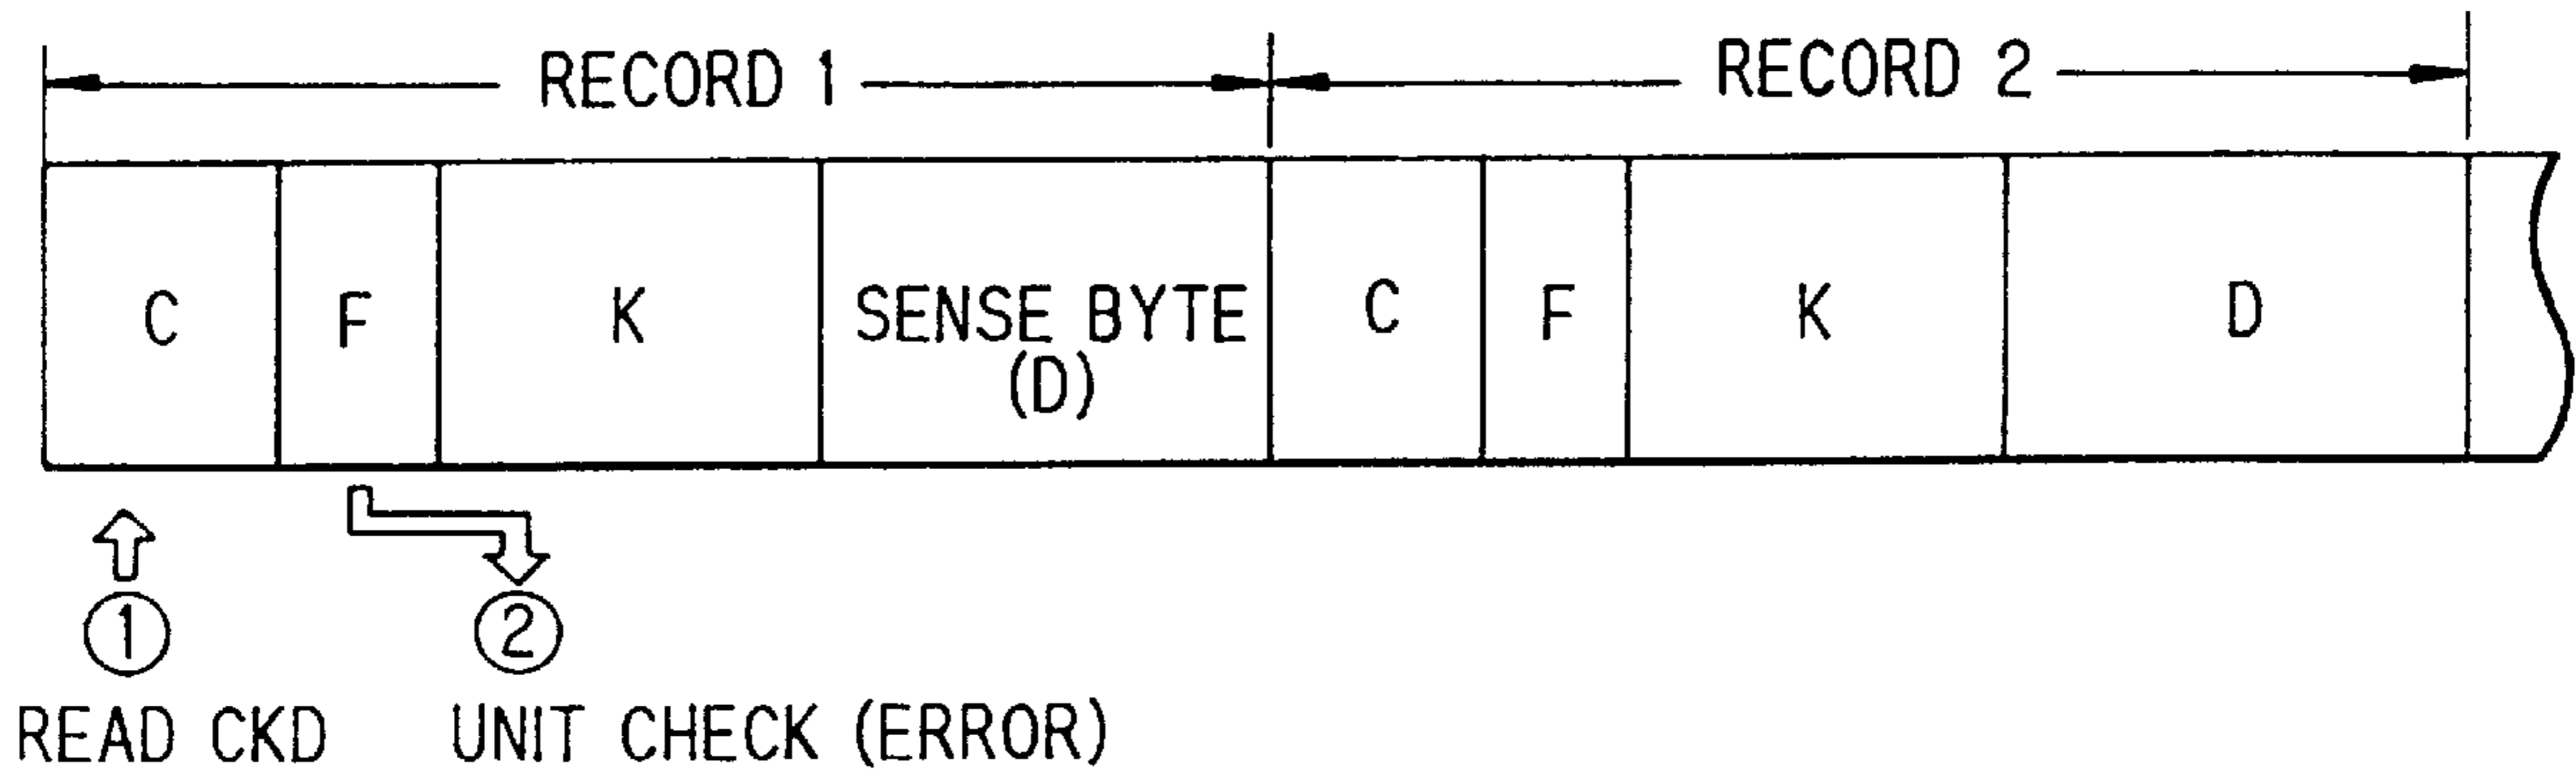 RECORD 1 RECORD 2
C F K SENSE BYTE (D) C F K D
1 2
READ CKD UNIT CHECK (ERROR)